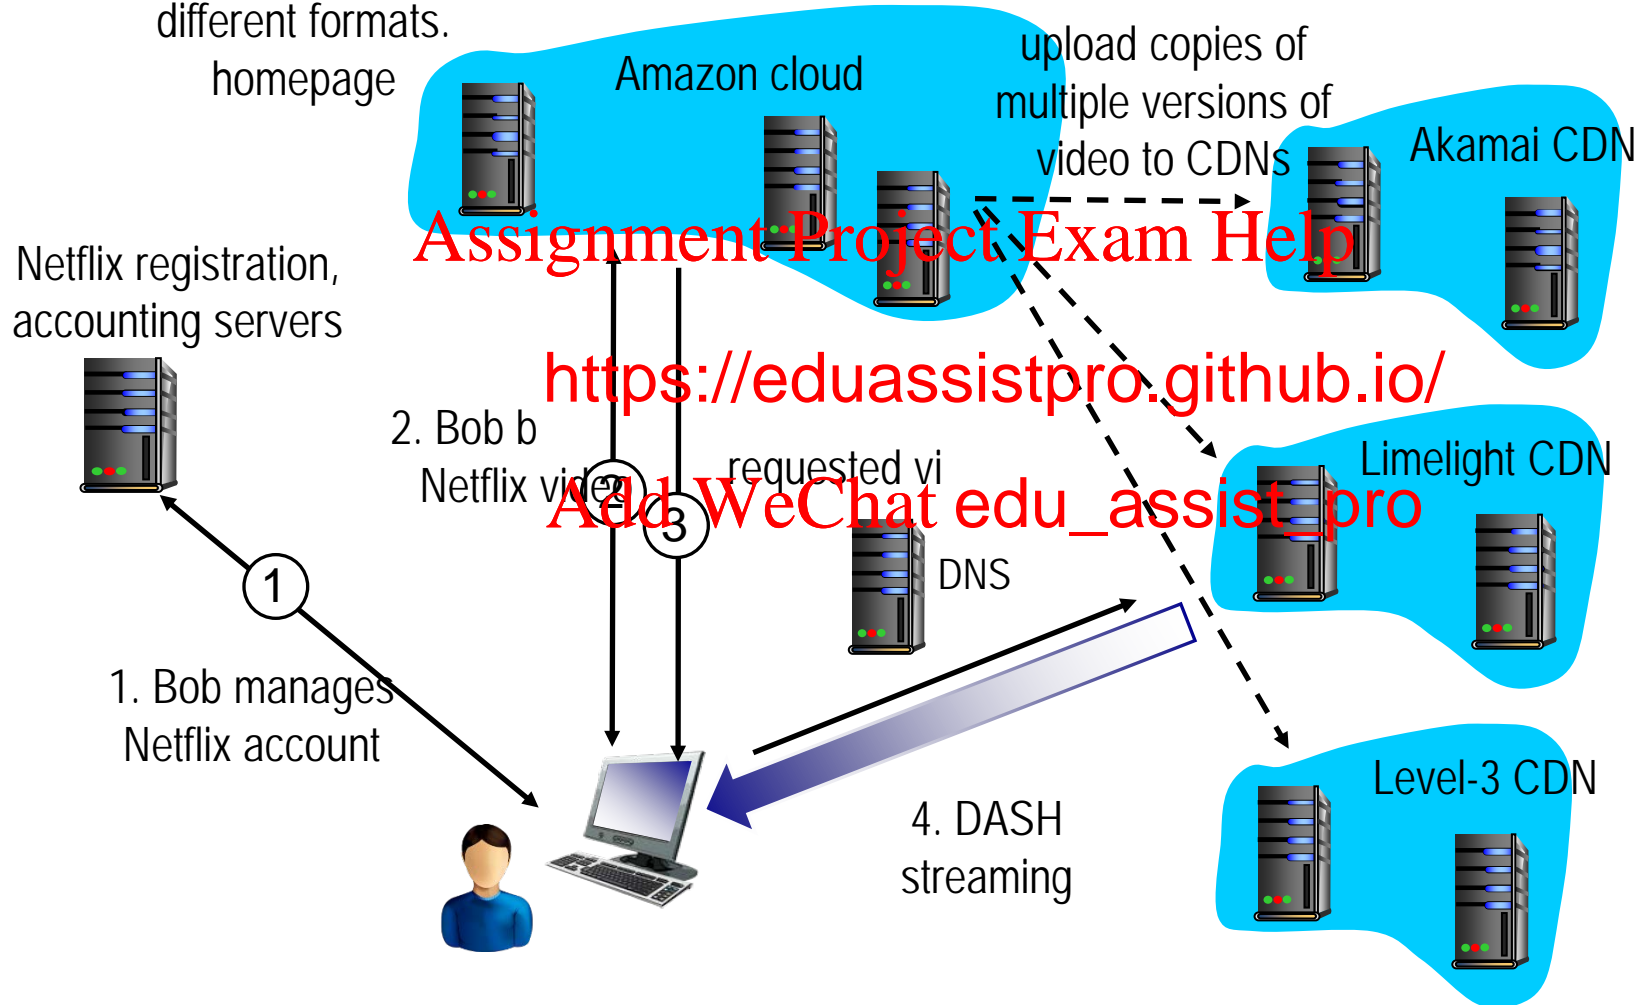 different formats.
homepage
Amazon cloud
upload copies of
multiple versions of
video to CDNs
Akamai CDN
Assignment Project Exam Help
Netflix registration,
accounting servers
https://eduassistpro.github.io/
2. Bob b
Netflix video
2
requested vi
Limelight CDN
Add WeChat edu_assist_pro
3
DNS
1
1. Bob manages
Netflix account
Level-3 CDN
4. DASH
streaming